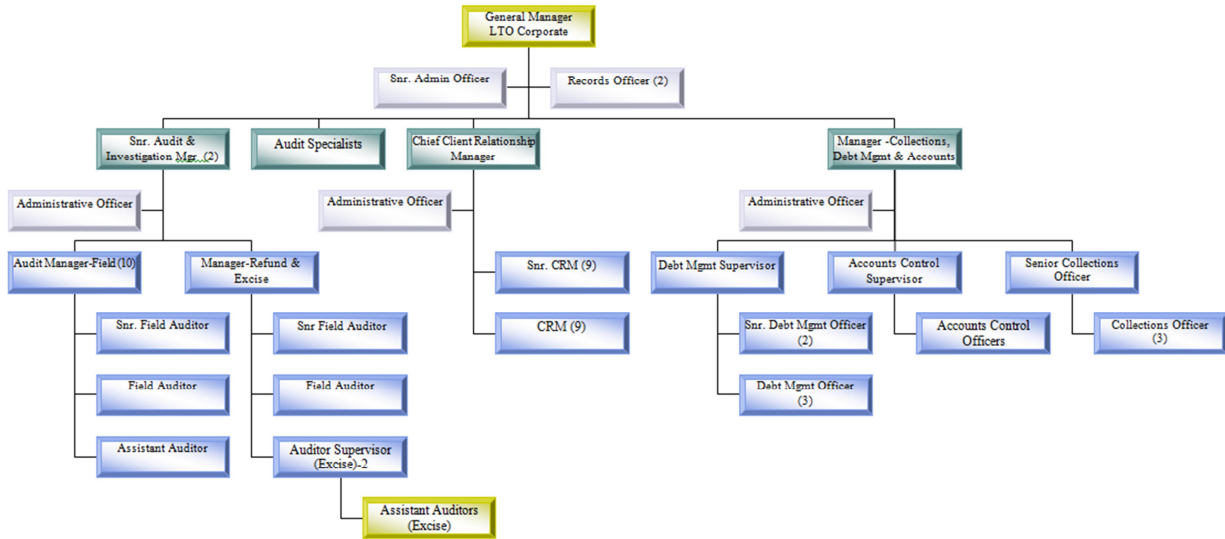 General Manager
LTO Corporate
Snr. Admin Officer
Records Officer (2)
Snr. Audit &
Investigation Mgr. (2)
Audit Specialists
Chief Client Relationship
Manager
Manager -Collections,
Debt Mgmt & Accounts
Administrative Officer
Administrative Officer
Administrative Officer
Audit Manager-Field (10)
Manager-Refund &
Excise
Snr. CRM (9)
Debt Mgmt Supervisor
Accounts Control
Supervisor
Senior Collections
Officer
Snr. Field Auditor
Snr Field Auditor
CRM (9)
Snr. Debt Mgmt Officer
(2)
Accounts Control
Officers
Collections Officer
(3)
Field Auditor
Field Auditor
Debt Mgmt Officer
(3)
Assistant Auditor
Auditor Supervisor
(Excise)-2
Assistant Auditors
(Excise)